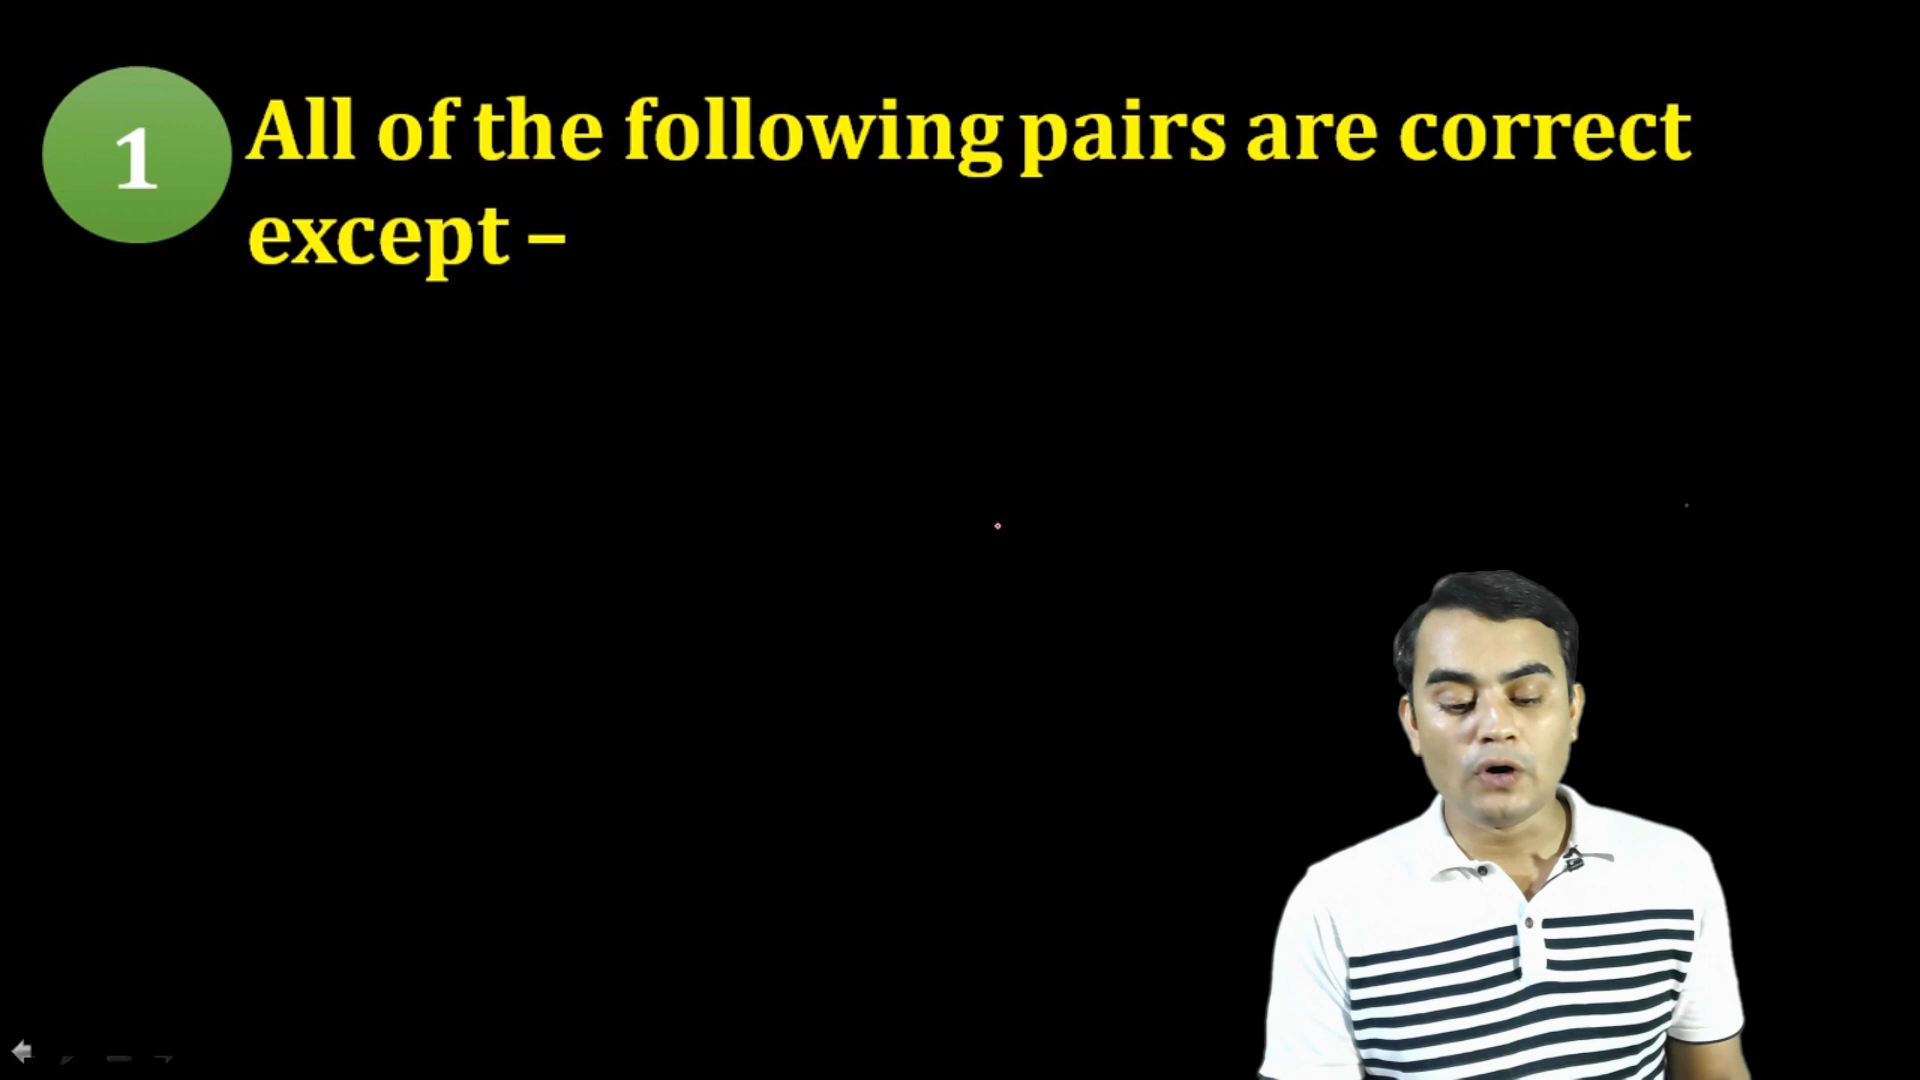 1
All of the following pairs are correct
except –